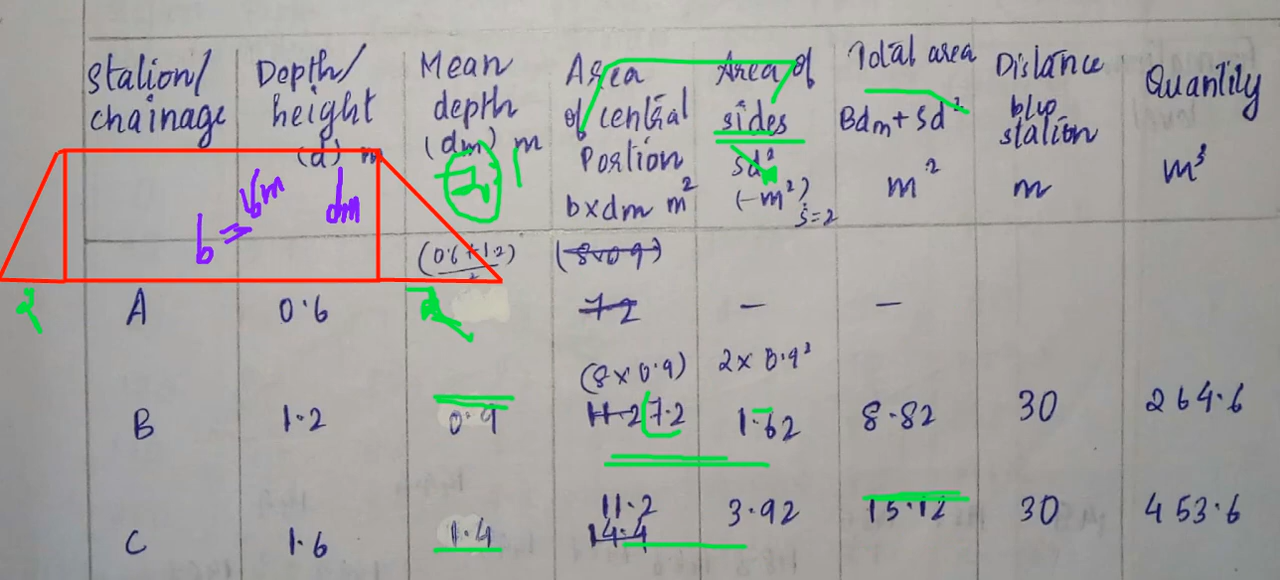 Station/ chainage
Depth/ height (d) m
Mean depth (dm) m
Area of central Portion b×dm m²
Area of sides sd² (-m²) s=2
Total area Bdm + Sd² m²
Distance b/w station m
Quantity m³
b = 8m
dm
(0.6+1.2)/2
(8×0.9)
A 0.6 7.2 — —
(8×0.9) 2×0.9²
B 1.2 0.9 11.2 7.2 1.62 8.82 30 264.6
11.2
C 1.6 1.4 14.4 3.92 15.12 30 453.6